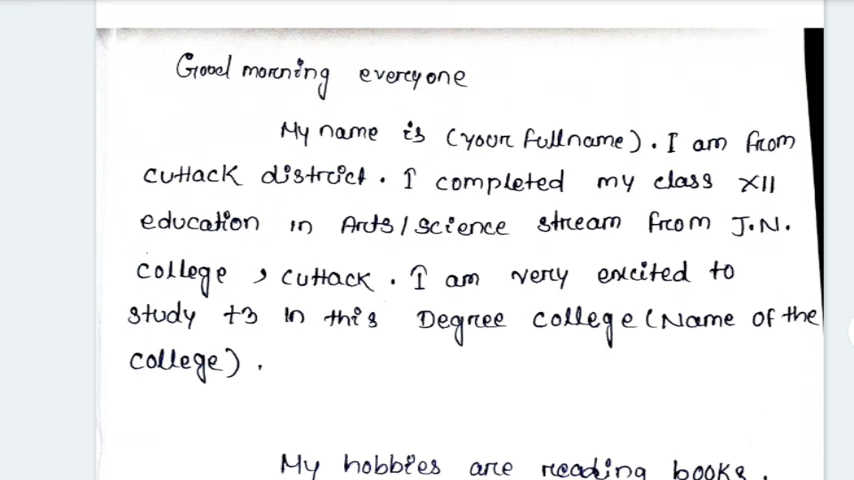 Good morning everyone
My name is (your fullname). I am from
cuttack district. I completed my class XII
education in Arts/science stream from J.N.
college, cuttack. I am very excited to
study t3 in this Degree college (Name of the
college).
My hobbies are reading books.